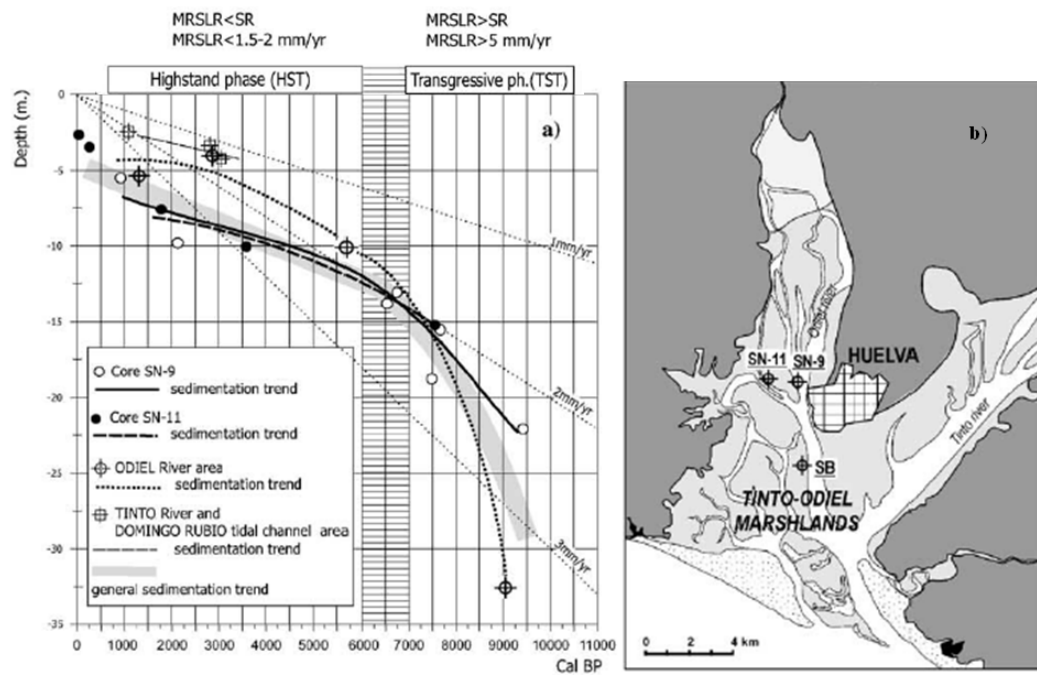 MRSLR<SR
MRSLR<1.5-2 mm/yr
MRSLR>SR
MRSLR>5 mm/yr
Highstand phase (HST)
Transgressive ph.(TST)
Depth (m.)
0
-5
-10
-15
-20
-25
-30
-35
a)
1mm/yr
2mm/yr
3mm/yr
Core SN-9
sedimentation trend
Core SN-11
sedimentation trend
ODIEL River area
sedimentation trend
TINTO River and
DOMINGO RUBIO tidal channel area
sedimentation trend
general sedimentation trend
0 1000 2000 3000 4000 5000 6000 7000 8000 9000 10000 11000
Cal BP
b)
SN-11
SN-9
HUELVA
Tinto river
SB
TINTO-ODIEL
MARSHLANDS
0 2 4 km